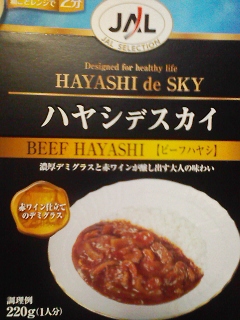 2分
JAL
JAL SELECTION
Designed for healthy life
HAYASHI de SKY
ハヤシデスカイ
BEEF HAYASHI 【ビーフハヤシ】
濃厚デミグラスと赤ワインが醸し出す大人の味わい
赤ワイン仕立て
のデミグラス
調理例
220g(1人分)